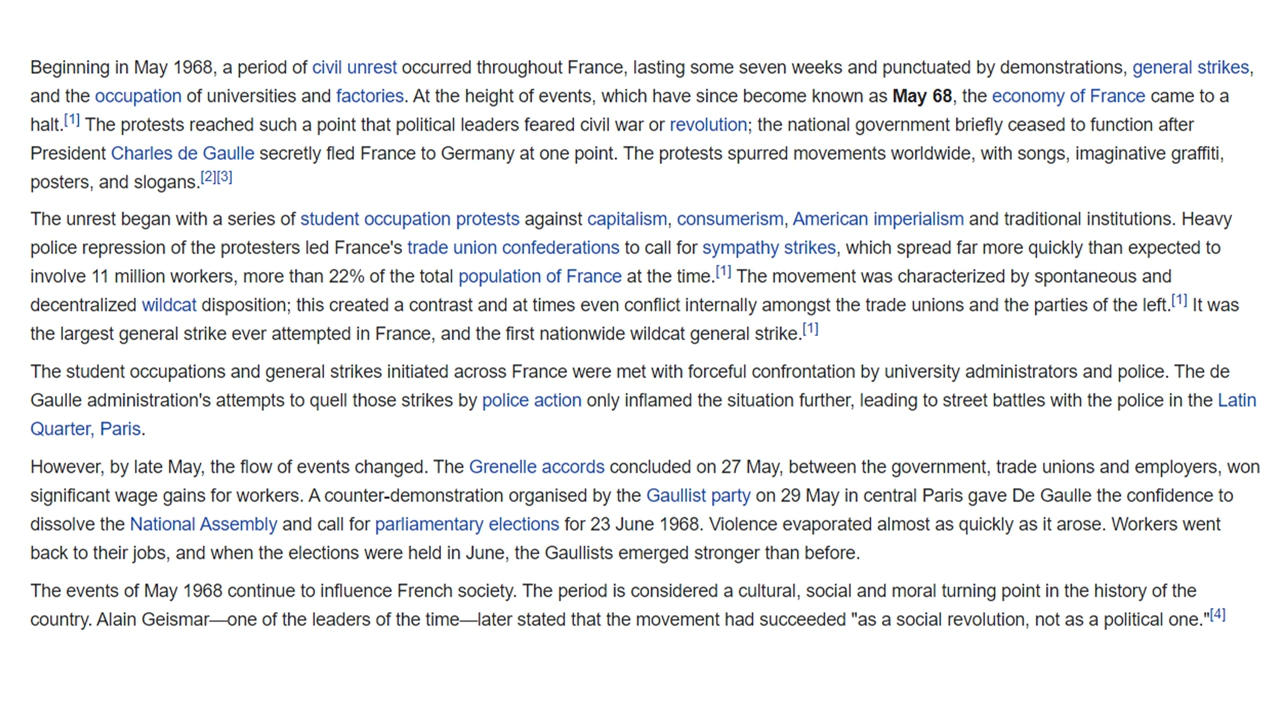 Beginning in May 1968, a period of civil unrest occurred throughout France, lasting some seven weeks and punctuated by demonstrations, general strikes,
and the occupation of universities and factories. At the height of events, which have since become known as May 68, the economy of France came to a
halt.[1] The protests reached such a point that political leaders feared civil war or revolution; the national government briefly ceased to function after
President Charles de Gaulle secretly fled France to Germany at one point. The protests spurred movements worldwide, with songs, imaginative graffiti,
posters, and slogans.[2][3]
The unrest began with a series of student occupation protests against capitalism, consumerism, American imperialism and traditional institutions. Heavy
police repression of the protesters led France's trade union confederations to call for sympathy strikes, which spread far more quickly than expected to
involve 11 million workers, more than 22% of the total population of France at the time.[1] The movement was characterized by spontaneous and
decentralized wildcat disposition; this created a contrast and at times even conflict internally amongst the trade unions and the parties of the left.[1] It was
the largest general strike ever attempted in France, and the first nationwide wildcat general strike.[1]
The student occupations and general strikes initiated across France were met with forceful confrontation by university administrators and police. The de
Gaulle administration's attempts to quell those strikes by police action only inflamed the situation further, leading to street battles with the police in the Latin
Quarter, Paris.
However, by late May, the flow of events changed. The Grenelle accords concluded on 27 May, between the government, trade unions and employers, won
significant wage gains for workers. A counter-demonstration organised by the Gaullist party on 29 May in central Paris gave De Gaulle the confidence to
dissolve the National Assembly and call for parliamentary elections for 23 June 1968. Violence evaporated almost as quickly as it arose. Workers went
back to their jobs, and when the elections were held in June, the Gaullists emerged stronger than before.
The events of May 1968 continue to influence French society. The period is considered a cultural, social and moral turning point in the history of the
country. Alain Geismar—one of the leaders of the time—later stated that the movement had succeeded "as a social revolution, not as a political one."[4]